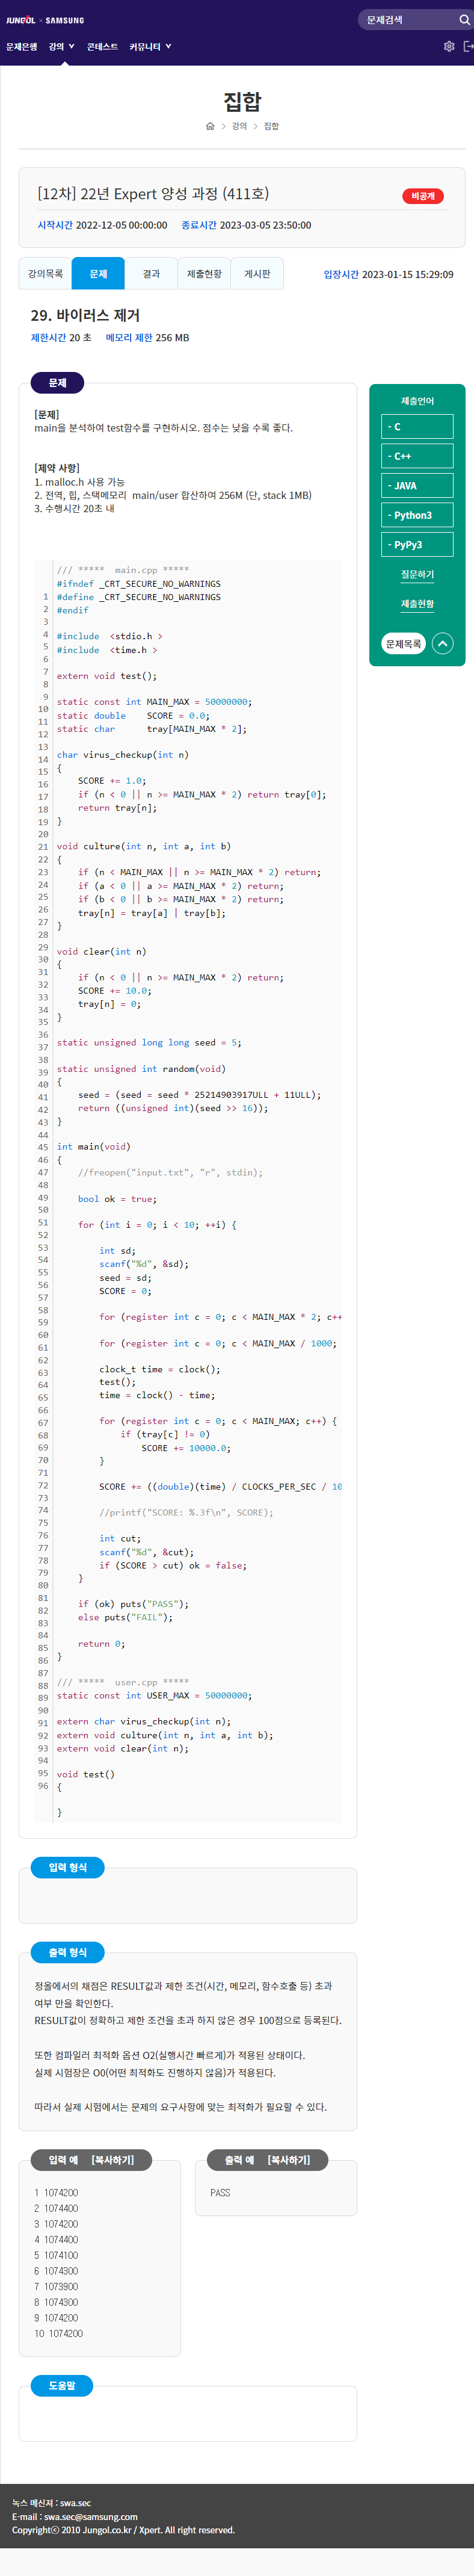 JUNGOL × SAMSUNG
문제검색
문제은행 강의 콘테스트 커뮤니티
집합
강의 집합
[12차] 22년 Expert 양성 과정 (411호)
비공개
시작시간 2022-12-05 00:00:00 종료시간 2023-03-05 23:50:00
강의목록 문제 결과 제출현황 게시판
입장시간 2023-01-15 15:29:09
29. 바이러스 제거
제한시간 20 초 메모리 제한 256 MB
문제
[문제]
main을 분석하여 test함수를 구현하시오. 점수는 낮을 수록 좋다.
[제약 사항]
1. malloc.h 사용 가능
2. 전역, 힙, 스택메모리 main/user 합산하여 256M (단, stack 1MB)
3. 수행시간 20초 내
/// ***** main.cpp *****
#ifndef _CRT_SECURE_NO_WARNINGS
1 #define _CRT_SECURE_NO_WARNINGS
2 #endif
3
4 #include <stdio.h >
5 #include <time.h >
6
7 extern void test();
8
9 static const int MAIN_MAX = 50000000;
10 static double SCORE = 0.0;
11 static char tray[MAIN_MAX * 2];
12
13 char virus_checkup(int n)
14 {
15 SCORE += 1.0;
16 if (n < 0 || n >= MAIN_MAX * 2) return tray[0];
17 return tray[n];
18 }
19
20 void culture(int n, int a, int b)
21 {
22 if (n < MAIN_MAX || n >= MAIN_MAX * 2) return;
23 if (a < 0 || a >= MAIN_MAX * 2) return;
24 if (b < 0 || b >= MAIN_MAX * 2) return;
25 tray[n] = tray[a] | tray[b];
26 }
27
28 void clear(int n)
29 {
30 if (n < 0 || n >= MAIN_MAX * 2) return;
31 SCORE += 10.0;
32 tray[n] = 0;
33 }
34
35 static unsigned long long seed = 5;
36
37 static unsigned int random(void)
38 {
39 seed = (seed = seed * 25214903917ULL + 11ULL);
40 return ((unsigned int)(seed >> 16));
41 }
42
43 int main(void)
44 {
45 //freopen("input.txt", "r", stdin);
46
47 bool ok = true;
48
49 for (int i = 0; i < 10; ++i) {
50
51 int sd;
52 scanf("%d", &sd);
53 seed = sd;
54 SCORE = 0;
55
56 for (register int c = 0; c < MAIN_MAX * 2; c++
57
58 for (register int c = 0; c < MAIN_MAX / 1000;
59
60 clock_t time = clock();
61 test();
62 time = clock() - time;
63
64 for (register int c = 0; c < MAIN_MAX; c++) {
65 if (tray[c] != 0)
66 SCORE += 10000.0;
67 }
68
69 SCORE += ((double)(time) / CLOCKS_PER_SEC / 10
70
71 //printf("SCORE: %.3f\n", SCORE);
72
73 int cut;
74 scanf("%d", &cut);
75 if (SCORE > cut) ok = false;
76 }
77
78 if (ok) puts("PASS");
79 else puts("FAIL");
80
81 return 0;
82 }
83
84 /// ***** user.cpp *****
85 static const int USER_MAX = 50000000;
86
87 extern char virus_checkup(int n);
88 extern void culture(int n, int a, int b);
89 extern void clear(int n);
90
91 void test()
92 {
93
94 }
95
96
제출언어
- C
- C++
- JAVA
- Python3
- PyPy3
질문하기
제출현황
문제목록
입력 형식
출력 형식
정올에서의 채점은 RESULT값과 제한 조건(시간, 메모리, 함수호출 등) 초과
여부 만을 확인한다.
RESULT값이 정확하고 제한 조건을 초과 하지 않은 경우 100점으로 등록된다.
또한 컴파일러 최적화 옵션 O2(실행시간 빠르게)가 적용된 상태이다.
실제 시험장은 O0(어떤 최적화도 진행하지 않음)가 적용된다.
따라서 실제 시험에서는 문제의 요구사항에 맞는 최적화가 필요할 수 있다.
입력 예 [복사하기]
1 1074200
2 1074400
3 1074200
4 1074400
5 1074100
6 1074300
7 1073900
8 1074300
9 1074200
10 1074200
출력 예 [복사하기]
PASS
도움말
녹스 메신져 : swa.sec
E-mail : swa.sec@samsung.com
Copyrightⓒ 2010 Jungol.co.kr / Xpert. All right reserved.